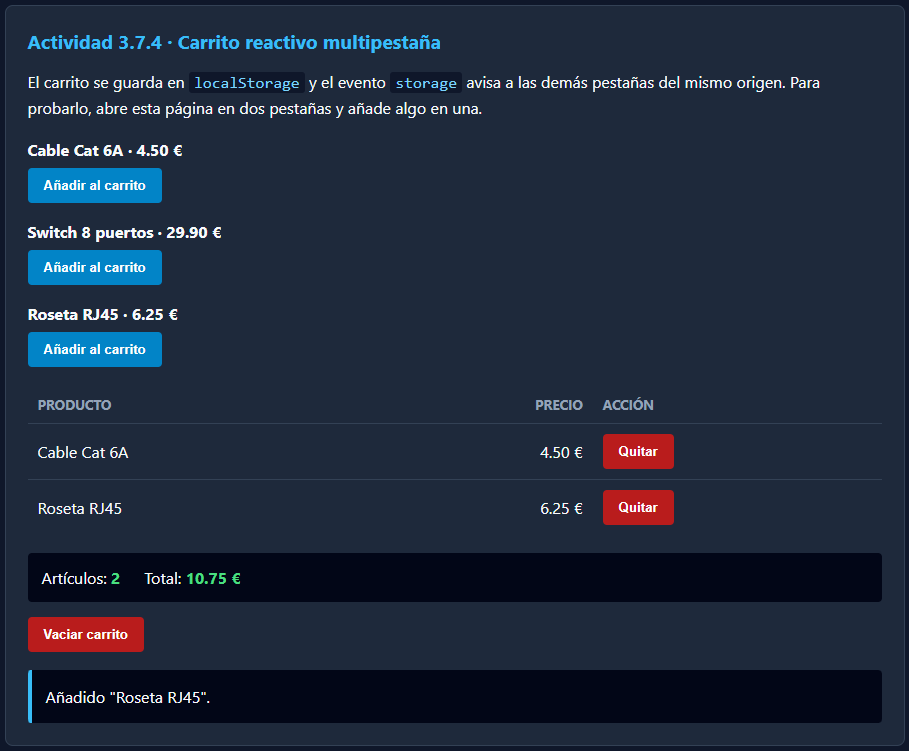 Actividad 3.7.4 · Carrito reactivo multipestaña
El carrito se guarda en localStorage y el evento storage avisa a las demás pestañas del mismo origen. Para
probarlo, abre esta página en dos pestañas y añade algo en una.
Cable Cat 6A · 4.50 €
Añadir al carrito
Switch 8 puertos · 29.90 €
Añadir al carrito
Roseta RJ45 · 6.25 €
Añadir al carrito
PRODUCTO PRECIO ACCIÓN
Cable Cat 6A 4.50 € Quitar
Roseta RJ45 6.25 € Quitar
Artículos: 2 Total: 10.75 €
Vaciar carrito
Añadido "Roseta RJ45".